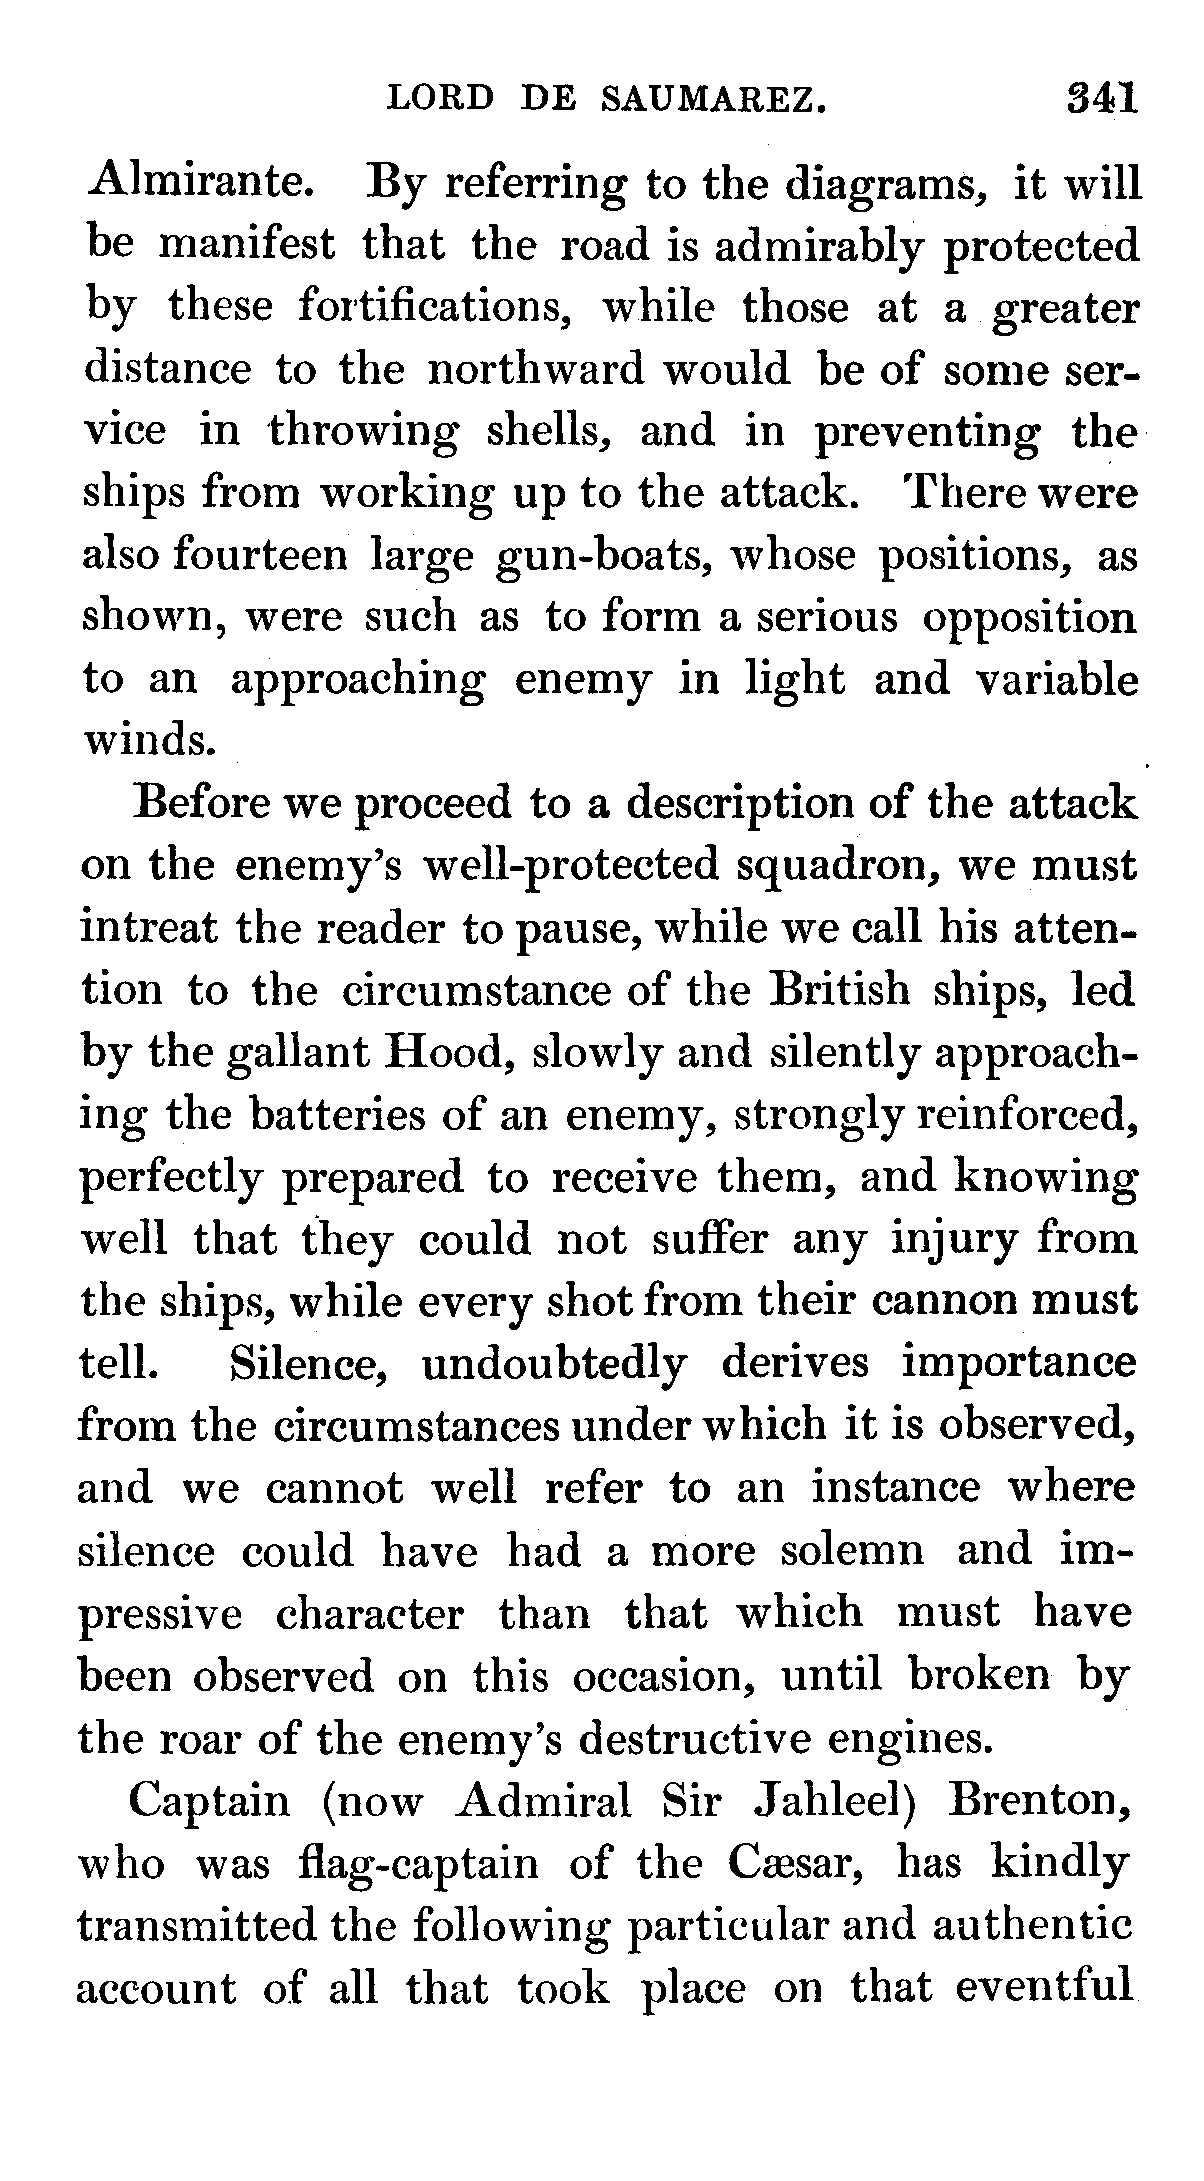 LORD DE SAUMAREZ. 341
Almirante. By referring to the diagrams, it will
be manifest that the road is admirably protected
by these fortifications, while those at a greater
distance to the northward would be of some ser-
vice in throwing shells, and in preventing the
ships from working up to the attack. There were
also fourteen large gun-boats, whose positions, as
shown, were such as to form a serious opposition
to an approaching enemy in light and variable
winds.
Before we proceed to a description of the attack
on the enemy's well-protected squadron, we must
intreat the reader to pause, while we call his atten-
tion to the circumstance of the British ships, led
by the gallant Hood, slowly and silently approach-
ing the batteries of an enemy, strongly reinforced,
perfectly prepared to receive them, and knowing
well that they could not suffer any injury from
the ships, while every shot from their cannon must
tell. Silence, undoubtedly derives importance
from the circumstances under which it is observed,
and we cannot well refer to an instance where
silence could have had a more solemn and im-
pressive character than that which must have
been observed on this occasion, until broken by
the roar of the enemy's destructive engines.
Captain (now Admiral Sir Jahleel) Brenton,
who was flag-captain of the Cæsar, has kindly
transmitted the following particular and authentic
account of all that took place on that eventful